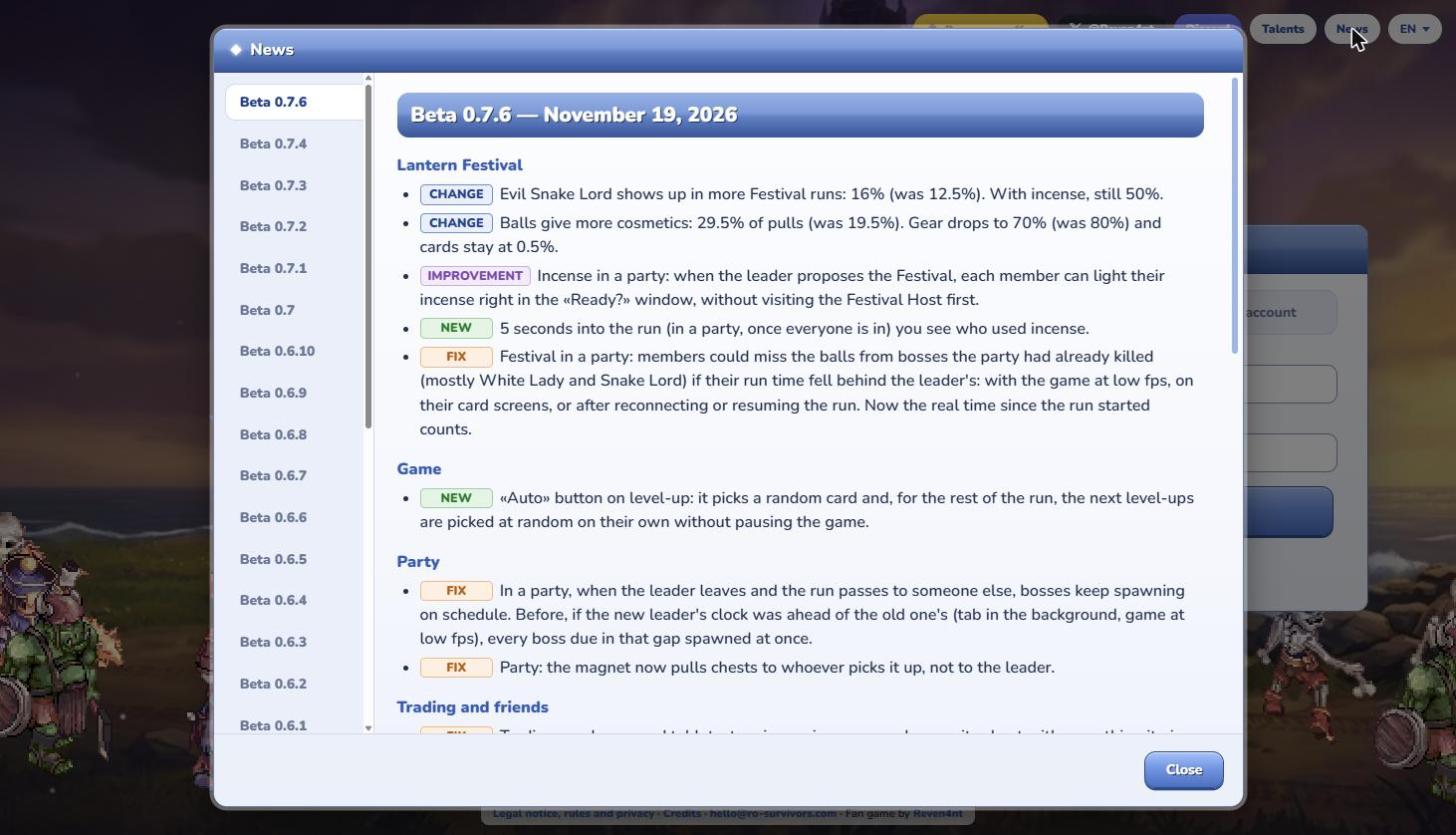 Talents
News
EN
News
Beta 0.7.6
Beta 0.7.4
Beta 0.7.3
Beta 0.7.2
Beta 0.7.1
Beta 0.7
Beta 0.6.10
Beta 0.6.9
Beta 0.6.8
Beta 0.6.7
Beta 0.6.6
Beta 0.6.5
Beta 0.6.4
Beta 0.6.3
Beta 0.6.2
Beta 0.6.1
Beta 0.7.6 — November 19, 2026
Lantern Festival
• CHANGE Evil Snake Lord shows up in more Festival runs: 16% (was 12.5%). With incense, still 50%.
• CHANGE Balls give more cosmetics: 29.5% of pulls (was 19.5%). Gear drops to 70% (was 80%) and
cards stay at 0.5%.
• IMPROVEMENT Incense in a party: when the leader proposes the Festival, each member can light their
incense right in the «Ready?» window, without visiting the Festival Host first.
• NEW 5 seconds into the run (in a party, once everyone is in) you see who used incense.
• FIX Festival in a party: members could miss the balls from bosses the party had already killed
(mostly White Lady and Snake Lord) if their run time fell behind the leader's: with the game at low fps, on
their card screens, or after reconnecting or resuming the run. Now the real time since the run started
counts.
Game
• NEW «Auto» button on level-up: it picks a random card and, for the rest of the run, the next level-ups
are picked at random on their own without pausing the game.
Party
• FIX In a party, when the leader leaves and the run passes to someone else, bosses keep spawning
on schedule. Before, if the new leader's clock was ahead of the old one's (tab in the background, game at
low fps), every boss due in that gap spawned at once.
• FIX Party: the magnet now pulls chests to whoever picks it up, not to the leader.
Trading and friends
account
Close
Legal notice, rules and privacy · Credits · hello@ro-survivors.com · Fan game by Reven4nt